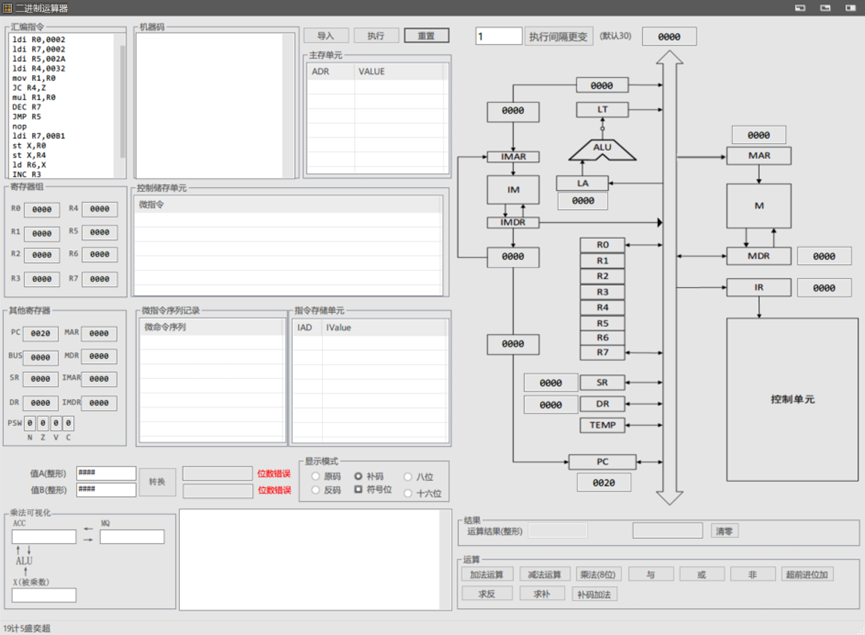 二进制运算器
汇编指令
ldi R0,0002
ldi R7,0002
ldi R5,002A
ldi R4,0032
mov R1,R0
JC R4,Z
mul R1,R0
DEC R7
JMP R5
nop
ldi R7,00B1
st X,R0
st X,R4
ld R6,X
INC R3
机器码
导入 执行 重置
主存单元
ADR VALUE
1 执行间隔更变 (默认30) 0000
寄存器组
R0 0000 R4 0000
R1 0000 R5 0000
R2 0000 R6 0000
R3 0000 R7 0000
控制储存单元
微指令
其他寄存器
PC 0020 MAR 0000
BUS 0000 MDR 0000
SR 0000 IMAR 0000
DR 0000 IMDR 0000
PSW 0 0 0 0
N Z V C
微指令序列记录
微命令序列
指令存储单元
IAD IValue
0000
0000
LT
ALU
IMAR
IM
LA
0000
IMDR
0000
R0
R1
R2
R3
R4
R5
R6
R7
0000
0000 SR
0000 DR
TEMP
PC
0020
0000
MAR
M
MDR 0000
IR 0000
控制单元
值A(整形) #### 转换 位数错误
值B(整形) #### 位数错误
显示模式
原码 补码 八位
反码 符号位 十六位
乘法可视化
ACC MQ
ALU
X(被乘数)
结果
运算结果(整形) 清零
运算
加法运算 减法运算 乘法(8位) 与 或 非 超前进位加
求反 求补 补码加法
19计5盛奕超